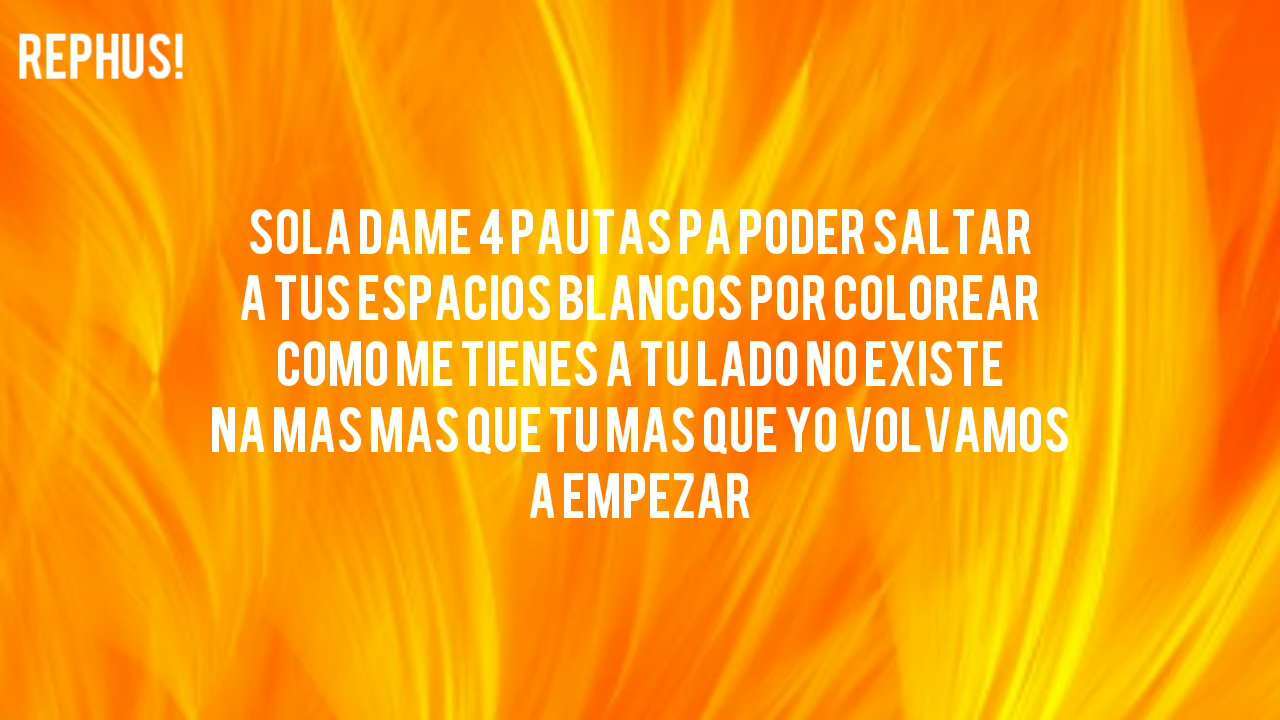 REPHUS!
SOLA DAME 4 PAUTAS PA PODER SALTAR
A TUS ESPACIOS BLANCOS POR COLOREAR
COMO ME TIENES A TU LADO NO EXISTE
NA MAS MAS QUE TU MAS QUE YO VOLVAMOS
A EMPEZAR